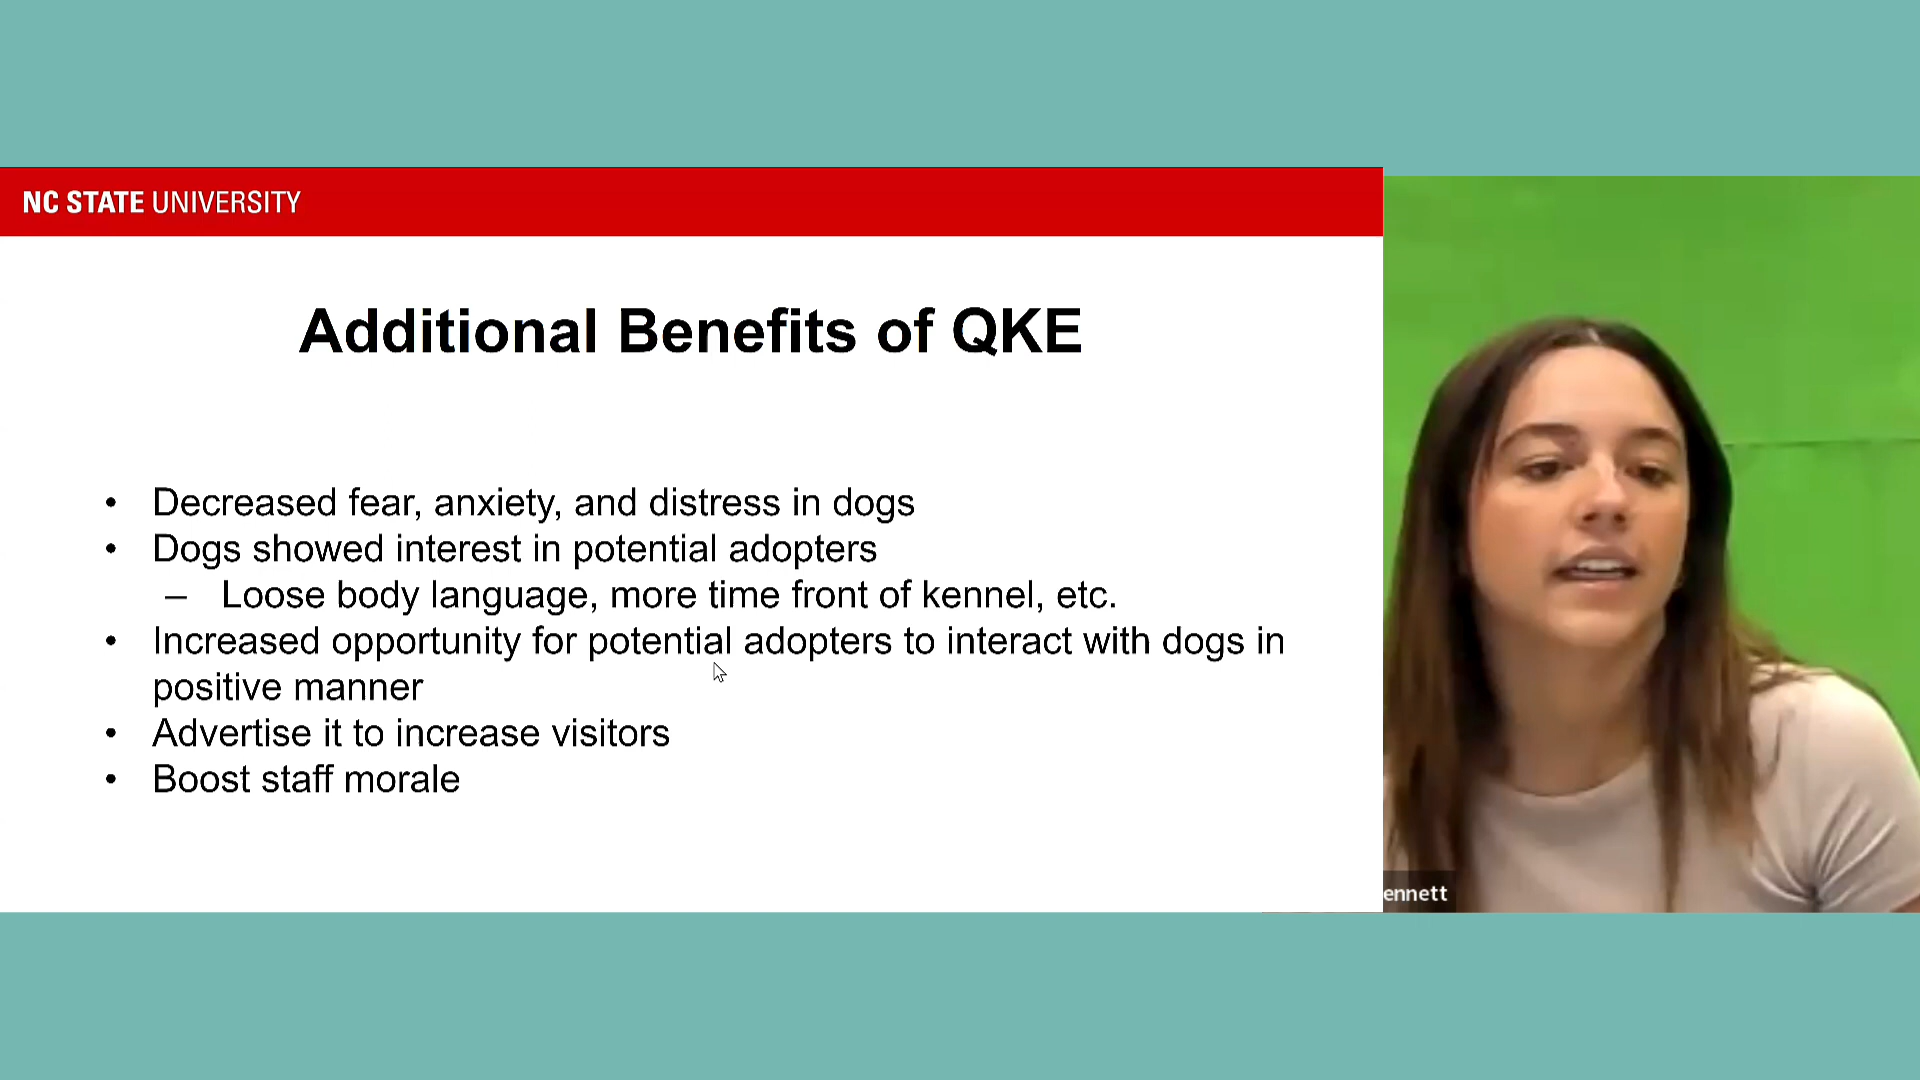 NC STATE UNIVERSITY
Additional Benefits of QKE
• Decreased fear, anxiety, and distress in dogs
• Dogs showed interest in potential adopters
– Loose body language, more time front of kennel, etc.
• Increased opportunity for potential adopters to interact with dogs in
positive manner
• Advertise it to increase visitors
• Boost staff morale
ennett